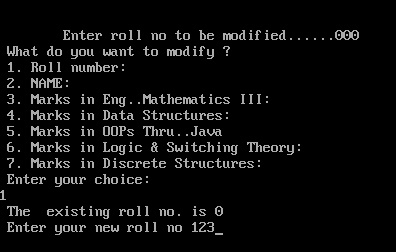 Enter roll no to be modified......000
What do you want to modify ?
1. Roll number:
2. NAME:
3. Marks in Eng..Mathematics III:
4. Marks in Data Structures:
5. Marks in OOPs Thru..Java
6. Marks in Logic & Switching Theory:
7. Marks in Discrete Structures:
Enter your choice:
1
The  existing roll no. is 0
Enter your new roll no 123_